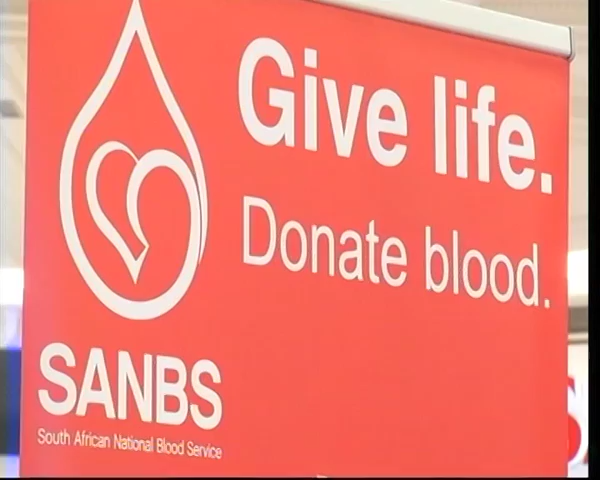 Give life.
Donate blood.
SANBS
South African National Blood Service